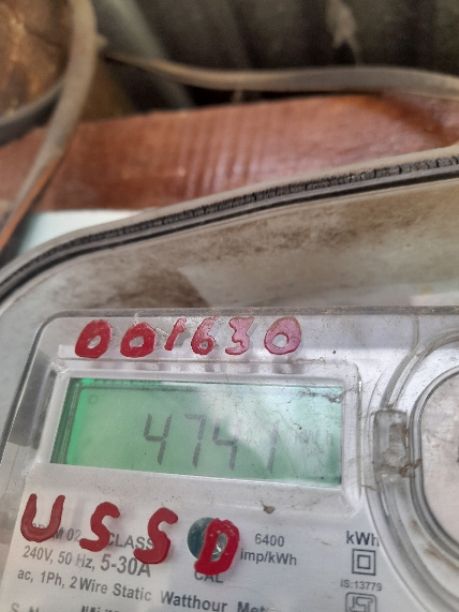 001630
4741
USSD
CLASS
6400
imp/kWh
kWh
240V, 50 Hz, 5-30A
CAL
IS:13779
ac, 1Ph, 2 Wire Static Watthour